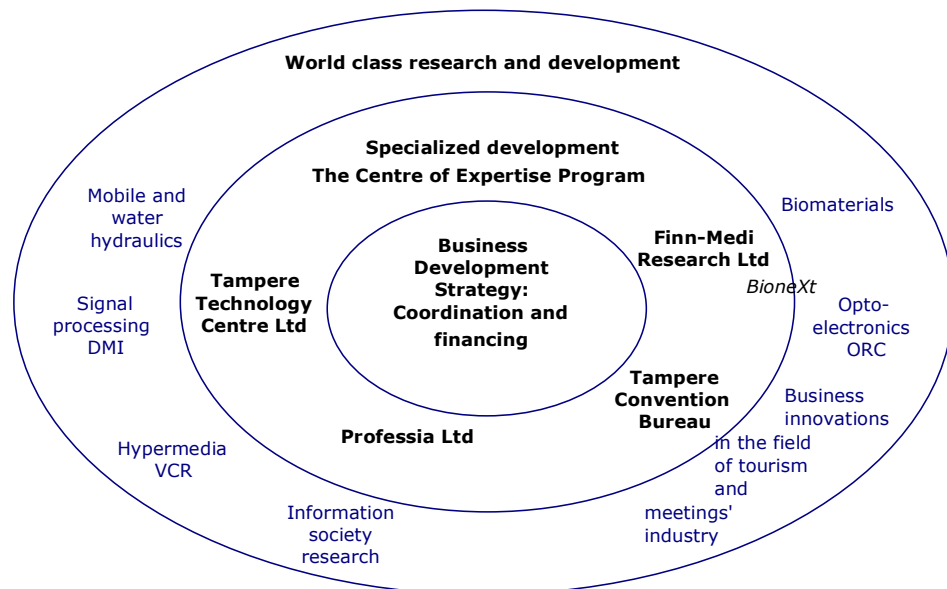 World class research and development
Specialized development
The Centre of Expertise Program
Mobile and
water
hydraulics
Biomaterials
Business
Development
Strategy:
Coordination and
financing
Finn-Medi
Research Ltd
BioneXt
Tampere
Technology
Centre Ltd
Signal
processing
DMI
Opto-
electronics
ORC
Tampere
Convention
Bureau
Business
innovations
in the field
of tourism
and
meetings'
industry
Professia Ltd
Hypermedia
VCR
Information
society
research